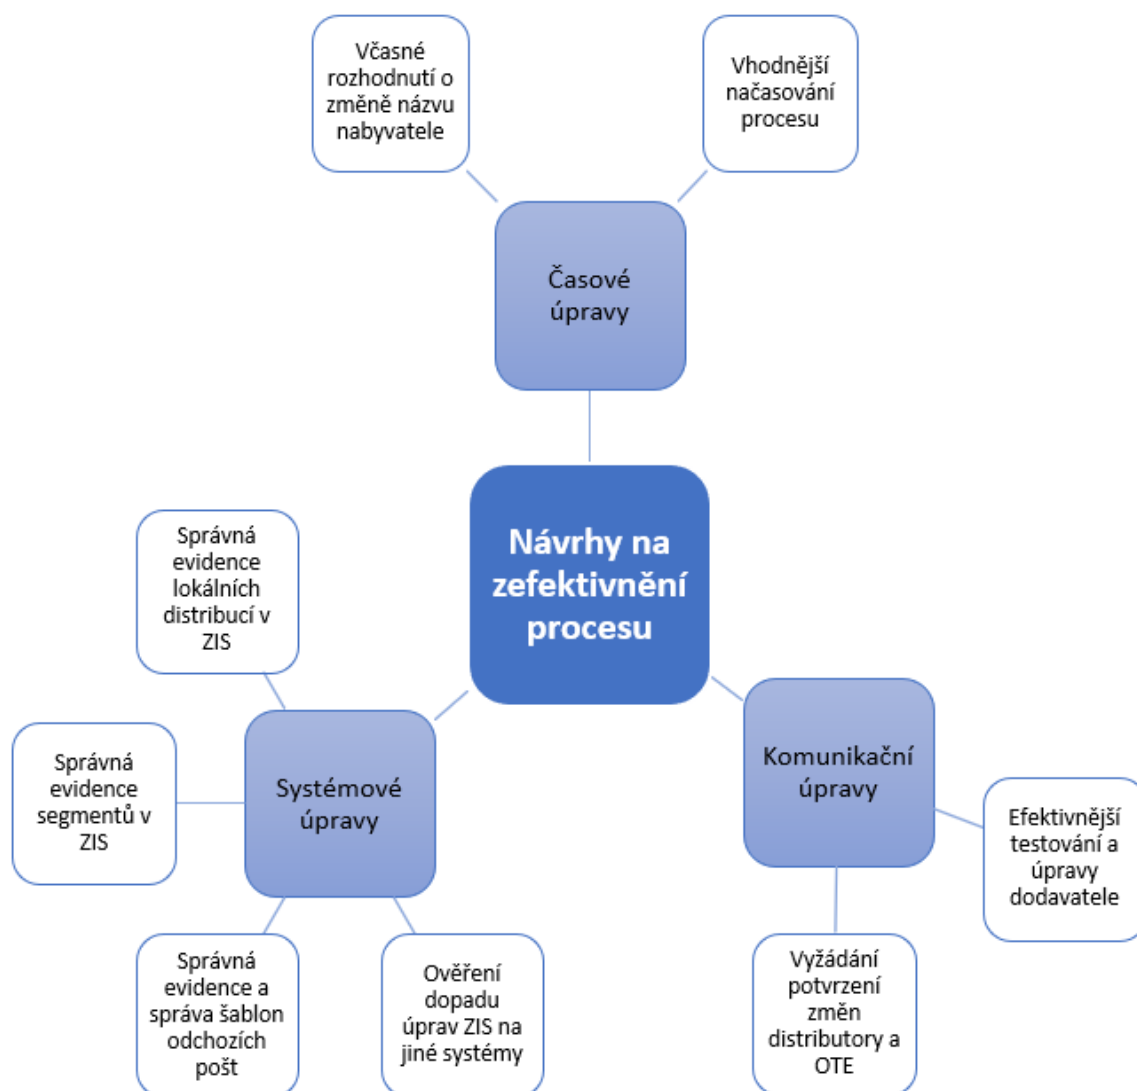 Včasné
rozhodnutí o
změně názvu
nabyvatele
Vhodnější
načasování
procesu
Časové
úpravy
Návrhy na
zefektivnění
procesu
Správná
evidence
lokálních
distribucí v
ZIS
Správná
evidence
segmentů v
ZIS
Systémové
úpravy
Správná
evidence a
správa šablon
odchozích
pošt
Ověření
dopadu
úprav ZIS na
jiné systémy
Komunikační
úpravy
Efektivnější
testování a
úpravy
dodavatele
Vyžádání
potvrzení
změn
distributory a
OTE